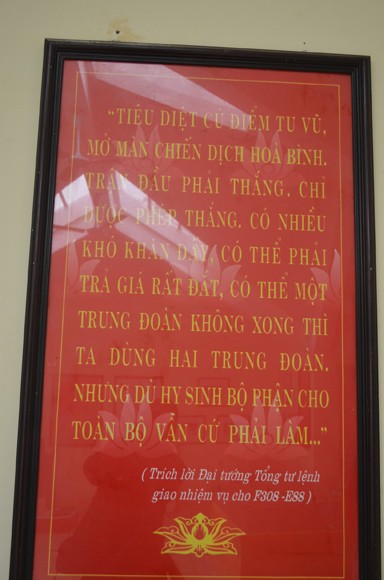 “TIÊU DIỆT CỨ ĐIỂM TU VŨ,
MỞ MÀN CHIẾN DỊCH HOÀ BÌNH.
TRẬN ĐẦU PHẢI THẮNG. CHỈ
ĐƯỢC PHÉP THẮNG. CÓ NHIỀU
KHÓ KHĂN ĐẤY, CÓ THỂ PHẢI
TRẢ GIÁ RẤT ĐẮT, CÓ THỂ MỘT
TRUNG ĐOÀN KHÔNG XONG THÌ
TA DÙNG HAI TRUNG ĐOÀN.
NHƯNG DÙ HY SINH BỘ PHẬN CHO
TOÀN BỘ VẪN CỨ PHẢI LÀM...”
( Trích lời Đại tướng Tổng tư lệnh
giao nhiệm vụ cho F308 -E88 )